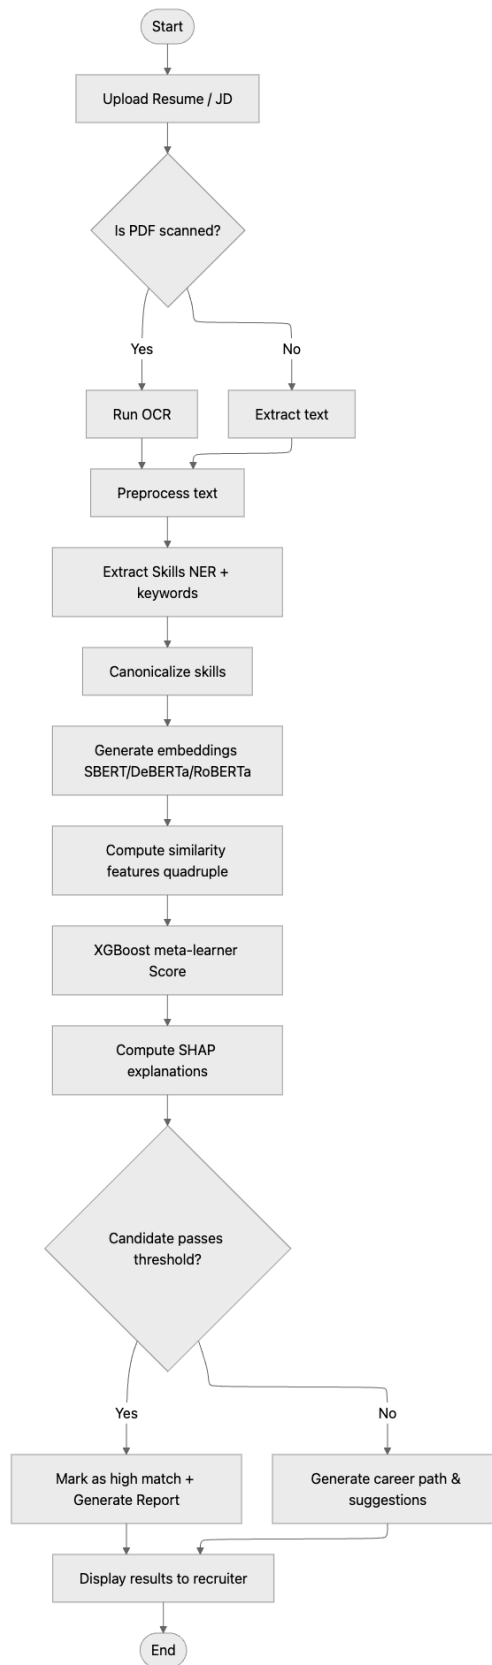 Start
Upload Resume / JD
Is PDF scanned?
Yes
No
Run OCR
Extract text
Preprocess text
Extract Skills NER +
keywords
Canonicalize skills
Generate embeddings
SBERT/DeBERTa/RoBERTa
Compute similarity
features quadruple
XGBoost meta-learner
Score
Compute SHAP
explanations
Candidate passes
threshold?
Yes
No
Mark as high match +
Generate Report
Generate career path &
suggestions
Display results to recruiter
End